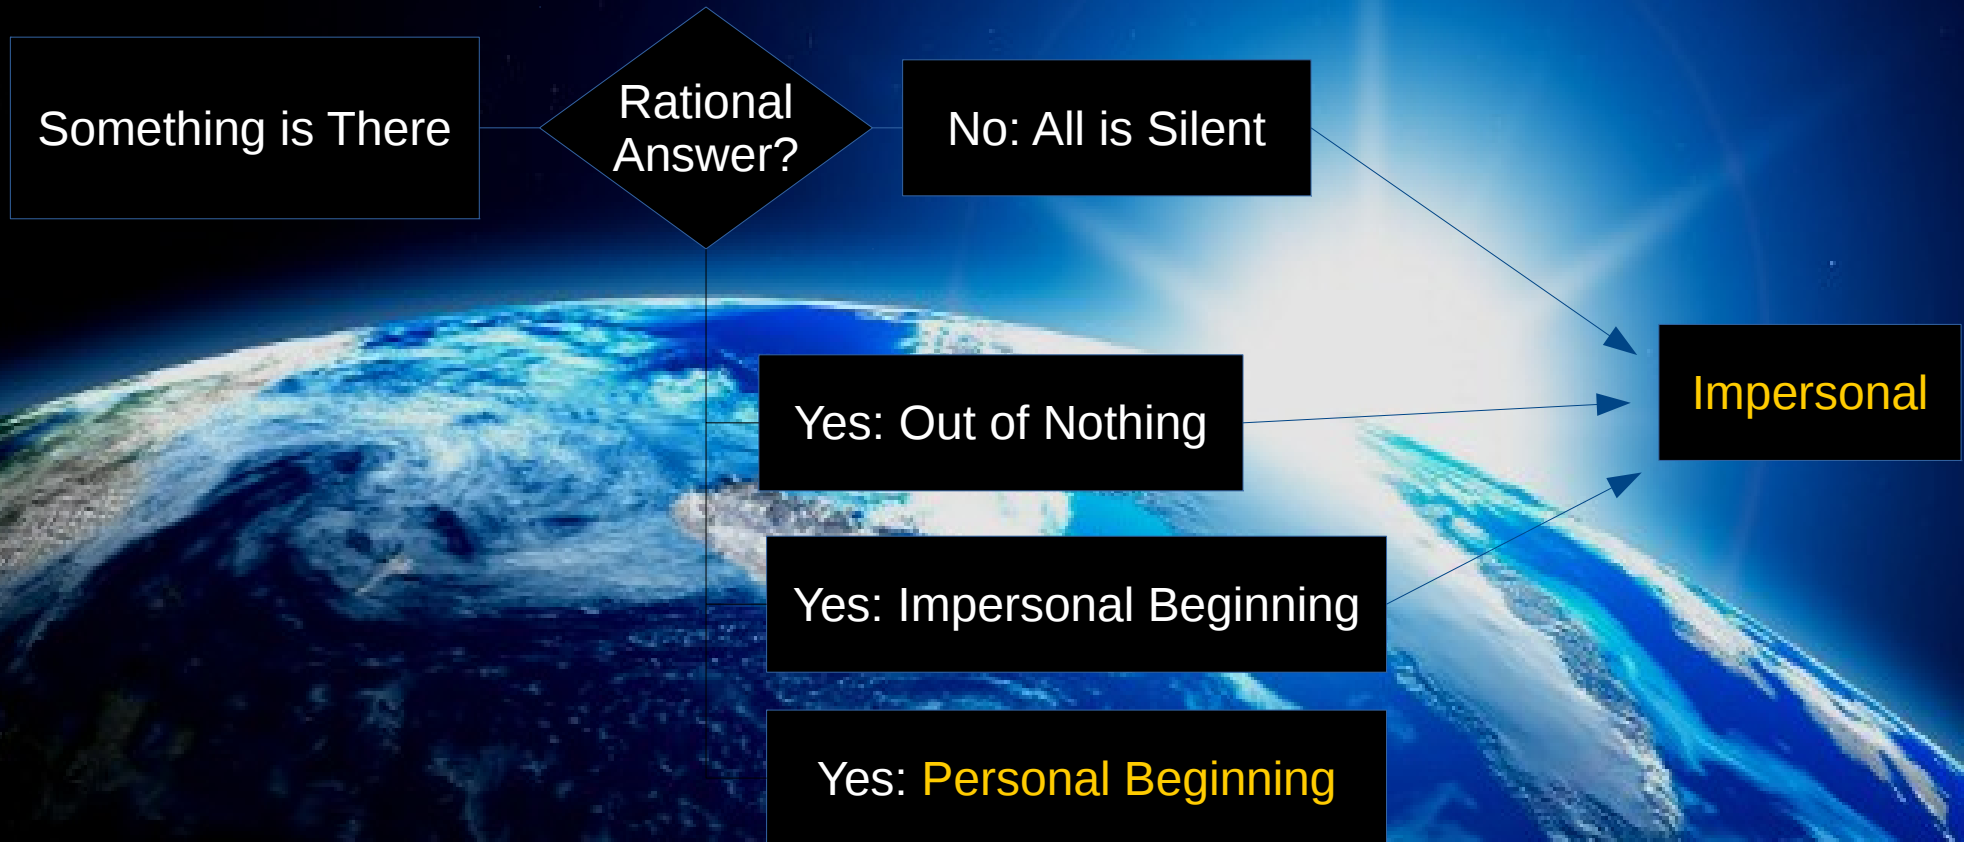 Something is There
Rational
Answer?
No: All is Silent
Impersonal
Yes: Out of Nothing
Yes: Impersonal Beginning
Yes: Personal Beginning